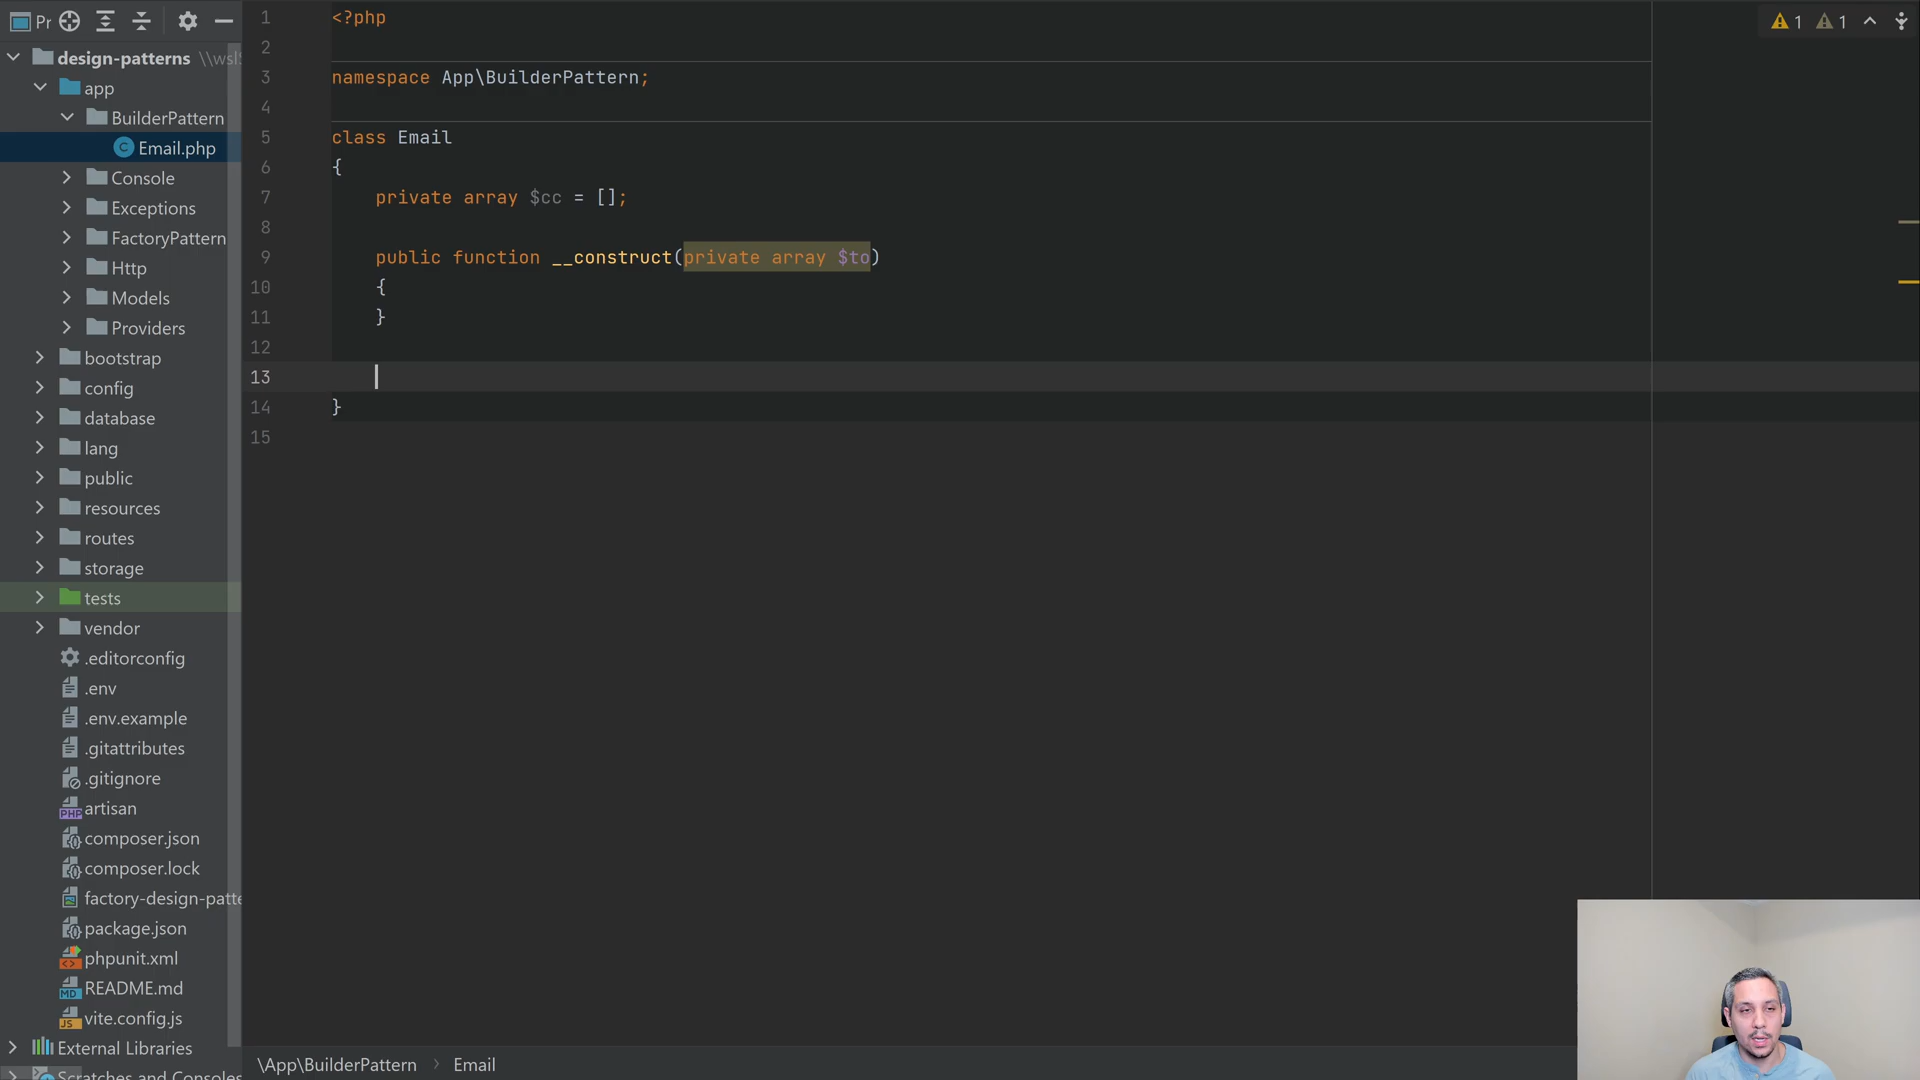 Pr
design-patterns \\wsl
app
BuilderPattern
Email.php
Console
Exceptions
FactoryPattern
Http
Models
Providers
bootstrap
config
database
lang
public
resources
routes
storage
tests
vendor
.editorconfig
.env
.env.example
.gitattributes
.gitignore
artisan
composer.json
composer.lock
factory-design-patte
package.json
phpunit.xml
README.md
vite.config.js
External Libraries
Scratches and Consoles
1 <?php
2
3 namespace App\BuilderPattern;
4
5 class Email
6 {
7 private array $cc = [];
8
9 public function __construct(private array $to)
10 {
11 }
12
13
14 }
15
1 1
\App\BuilderPattern › Email